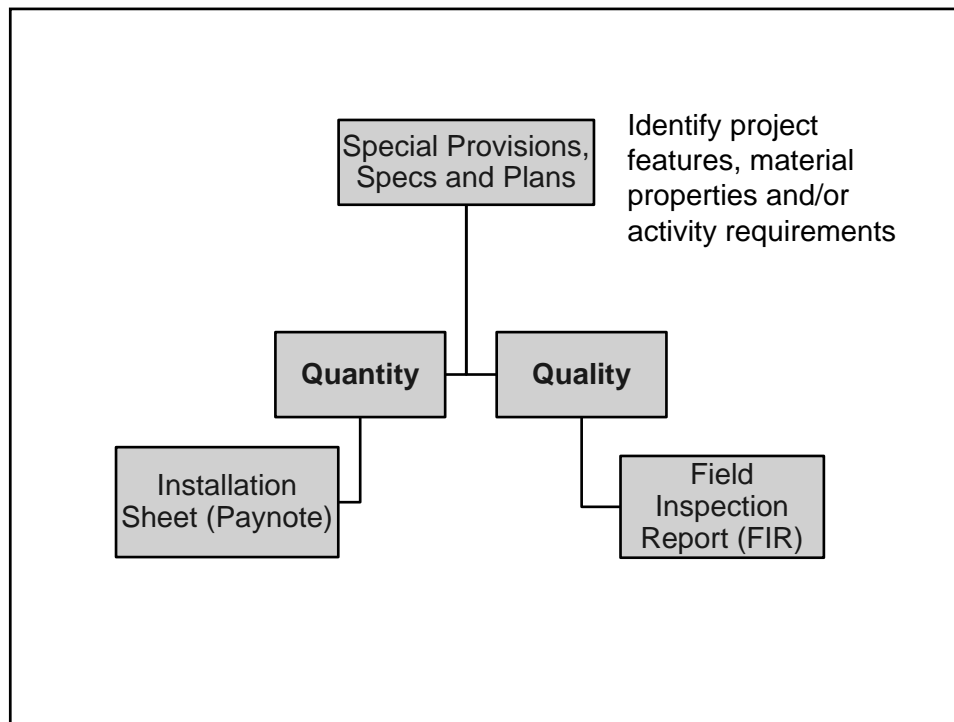 Special Provisions,
Specs and Plans
Identify project
features, material
properties and/or
activity requirements
Quantity
Quality
Installation
Sheet (Paynote)
Field
Inspection
Report (FIR)